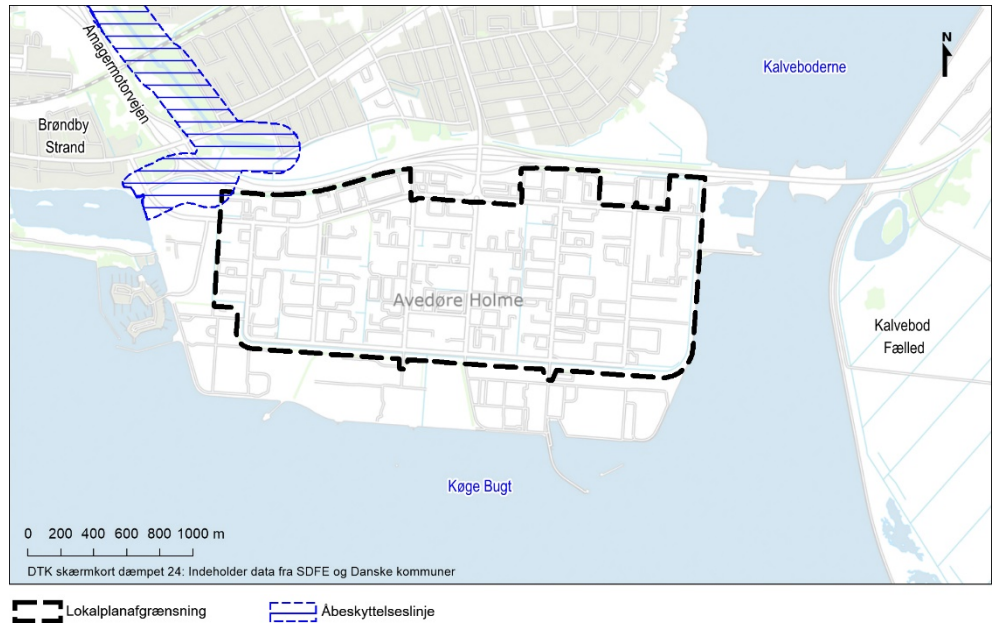 Amagermotorvejen
Kalveboderne
N
Brøndby
Strand
Avedøre Holme
Kalvebod
Fælled
Køge Bugt
0 200 400 600 800 1000 m
DTK skærmkort dæmpet 24: Indeholder data fra SDFE og Danske kommuner
Lokalplanafgrænsning
Åbeskyttelseslinje